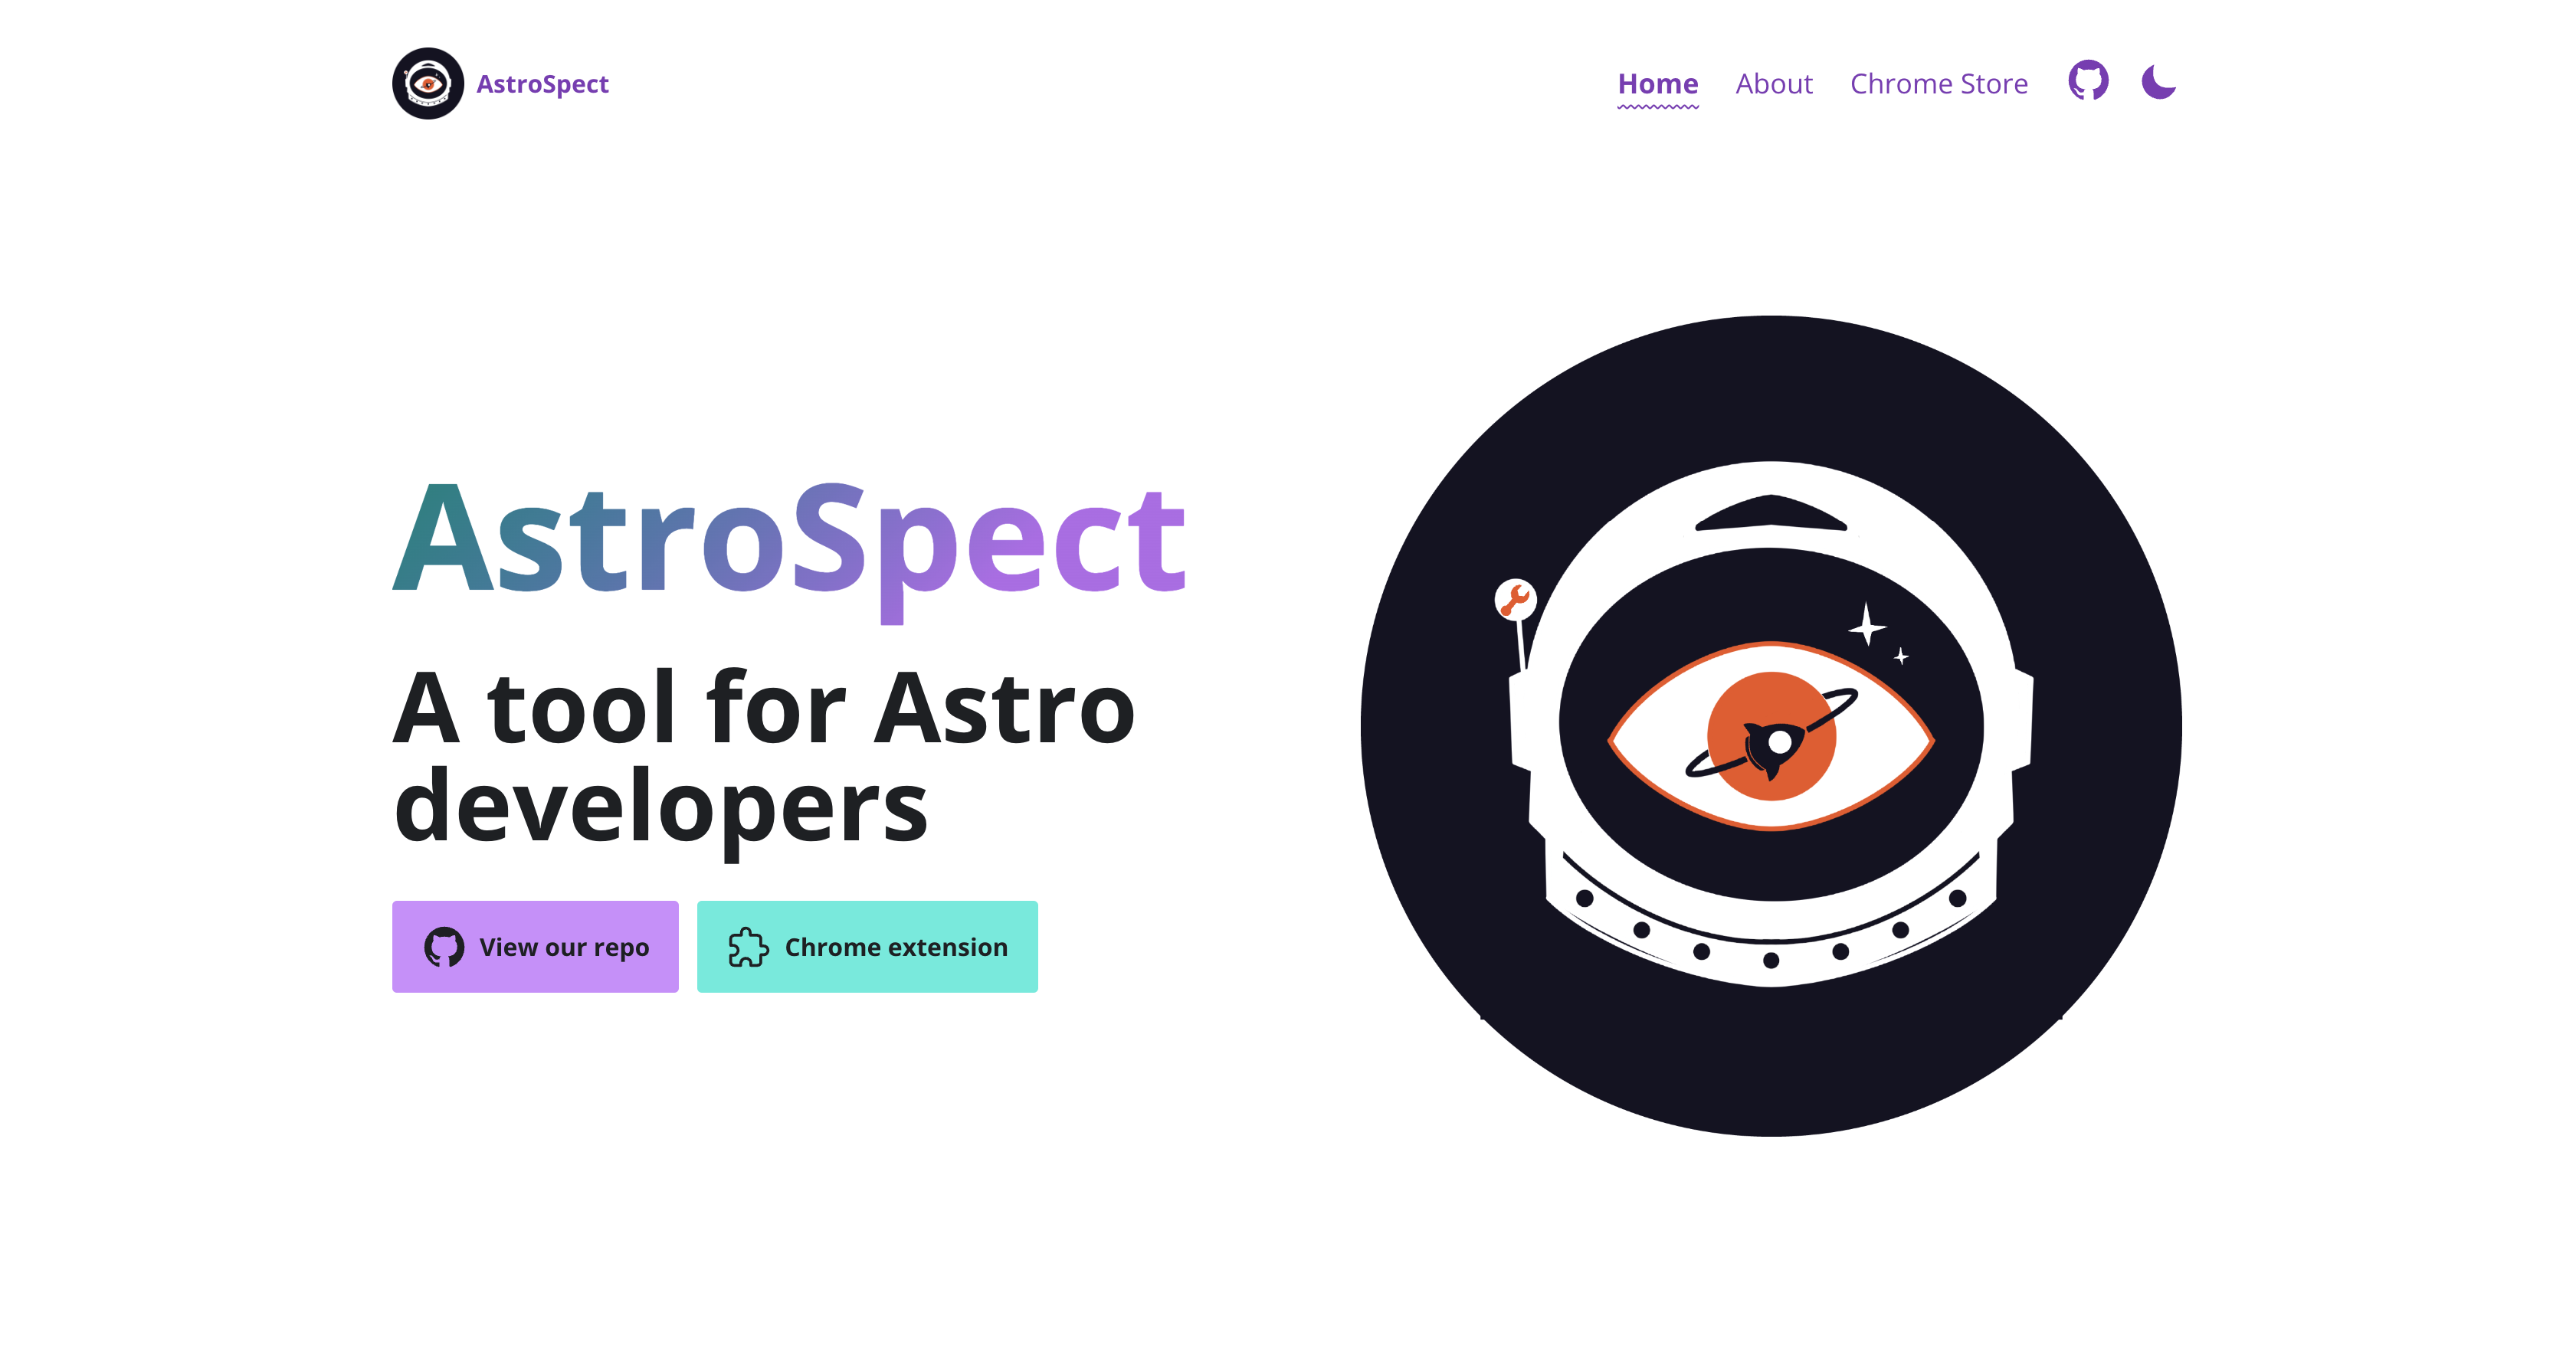 AstroSpect
Home About Chrome Store
AstroSpect
A tool for Astro
developers
View our repo
Chrome extension